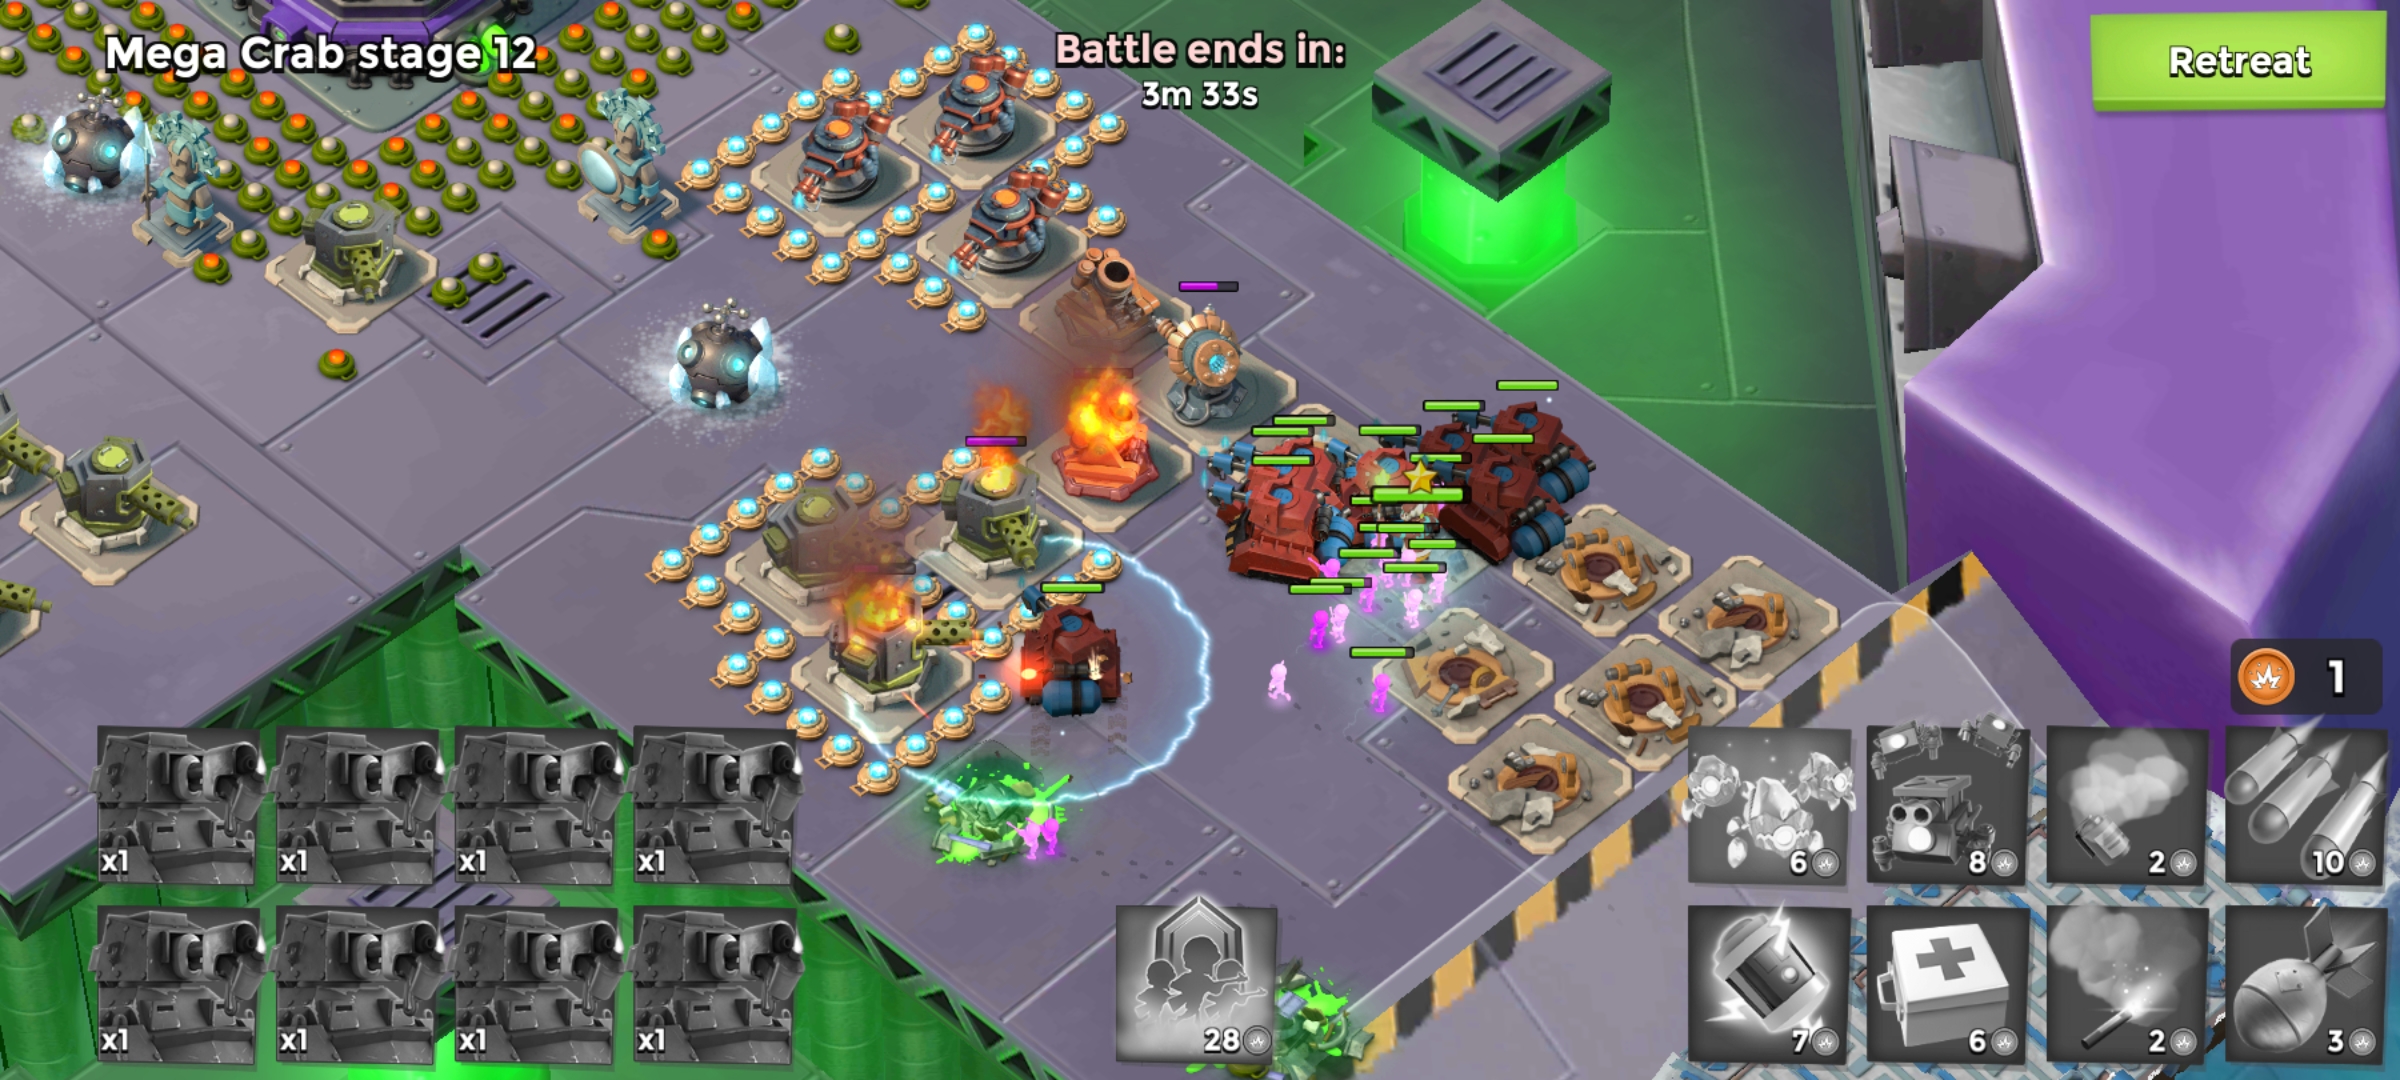 Mega Crab stage 12
Battle ends in:
3m 33s
Retreat
1
x1 x1 x1 x1
6 8 2 10
x1 x1 x1 x1
28
7 6 2 3